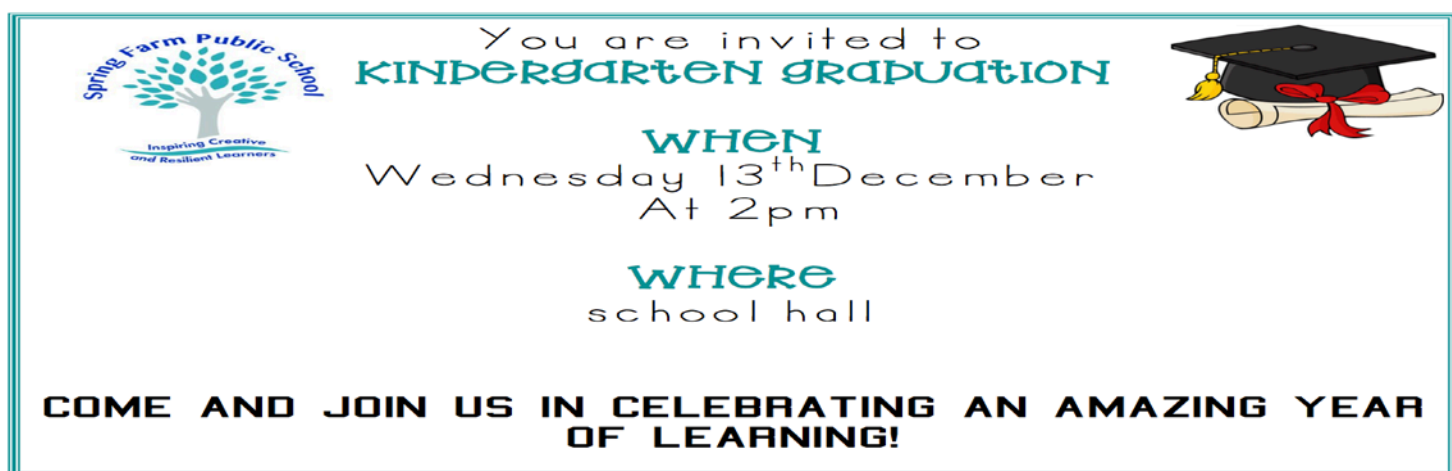 Spring Farm Public School
Inspiring Creative
and Resilient Learners
You are invited to
KINDERGARTEN GRADUATION
WHEN
Wednesday 13th December
At 2pm
WHERE
school hall
COME AND JOIN US IN CELEBRATING AN AMAZING YEAR
OF LEARNING!